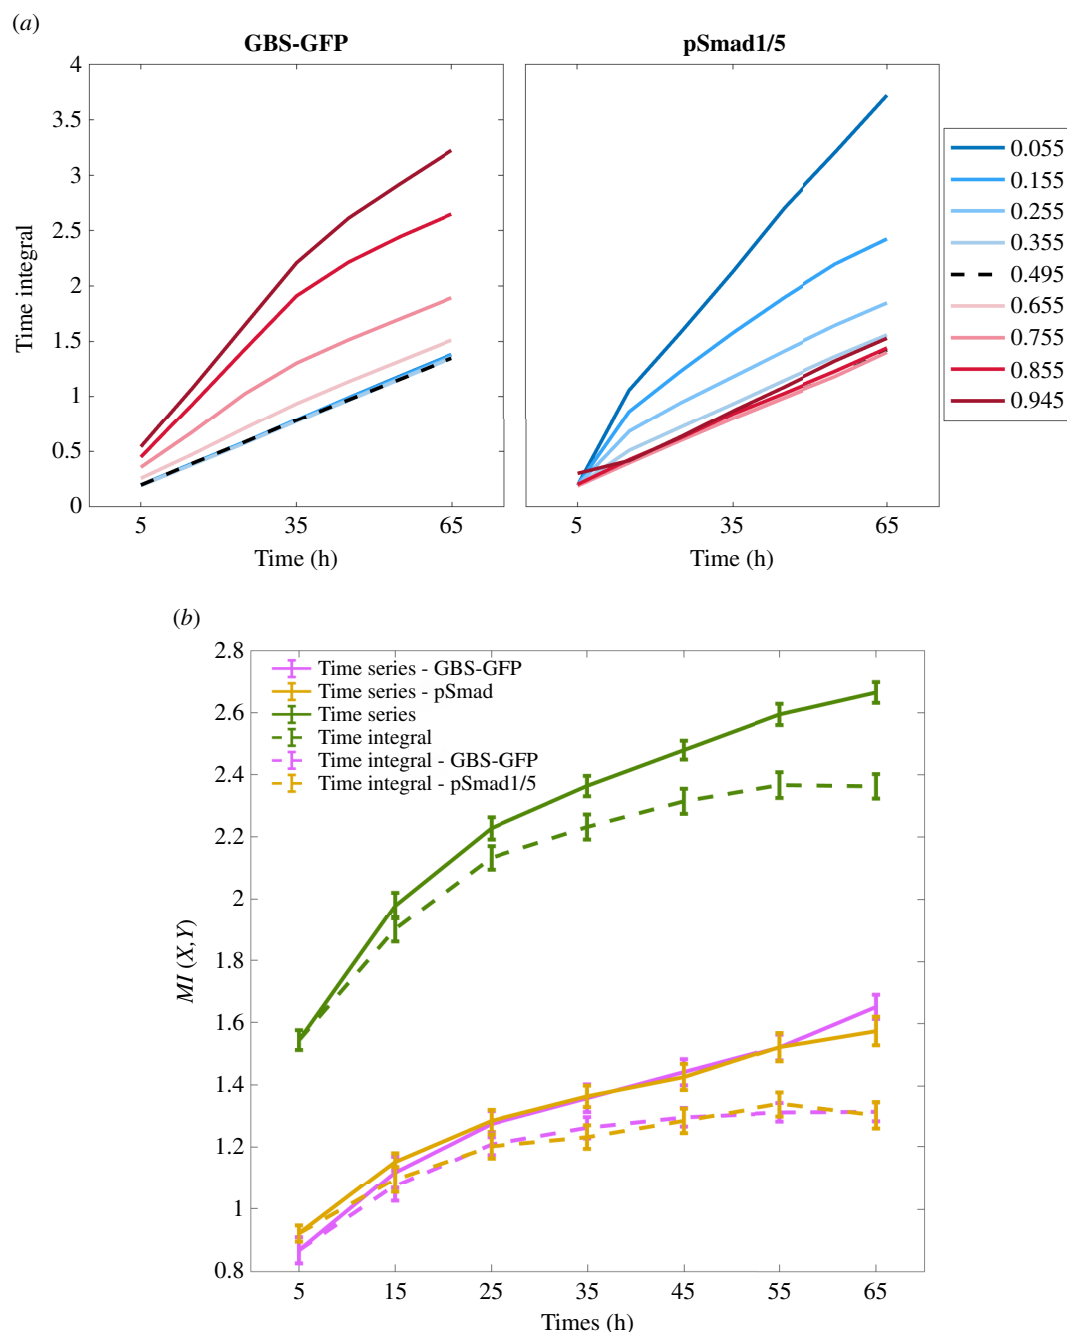 (a)
GBS-GFP
pSmad1/5
4
3.5
3
2.5
2
1.5
1
0.5
0
Time integral
5 35 65
Time (h)
5 35 65
Time (h)
0.055
0.155
0.255
0.355
0.495
0.655
0.755
0.855
0.945
(b)
2.8
2.6
2.4
2.2
2
1.8
1.6
1.4
1.2
1
0.8
MI (X,Y)
Time series - GBS-GFP
Time series - pSmad
Time series
Time integral
Time integral - GBS-GFP
Time integral - pSmad1/5
5 15 25 35 45 55 65
Times (h)